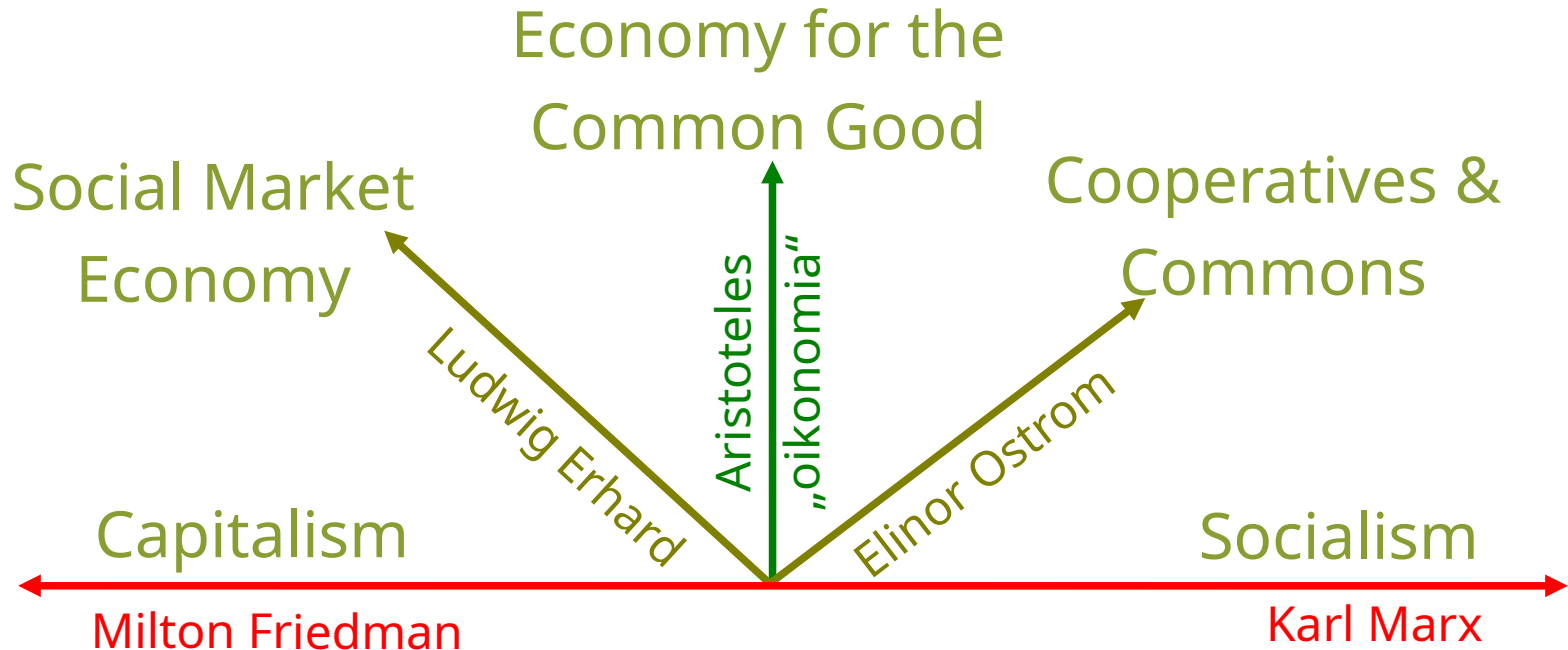 Economy for the
Common Good
Social Market
Economy
Cooperatives &
Commons
Ludwig Erhard
Aristoteles
„oikonomia“
Elinor Ostrom
Capitalism
Socialism
Milton Friedman
Karl Marx